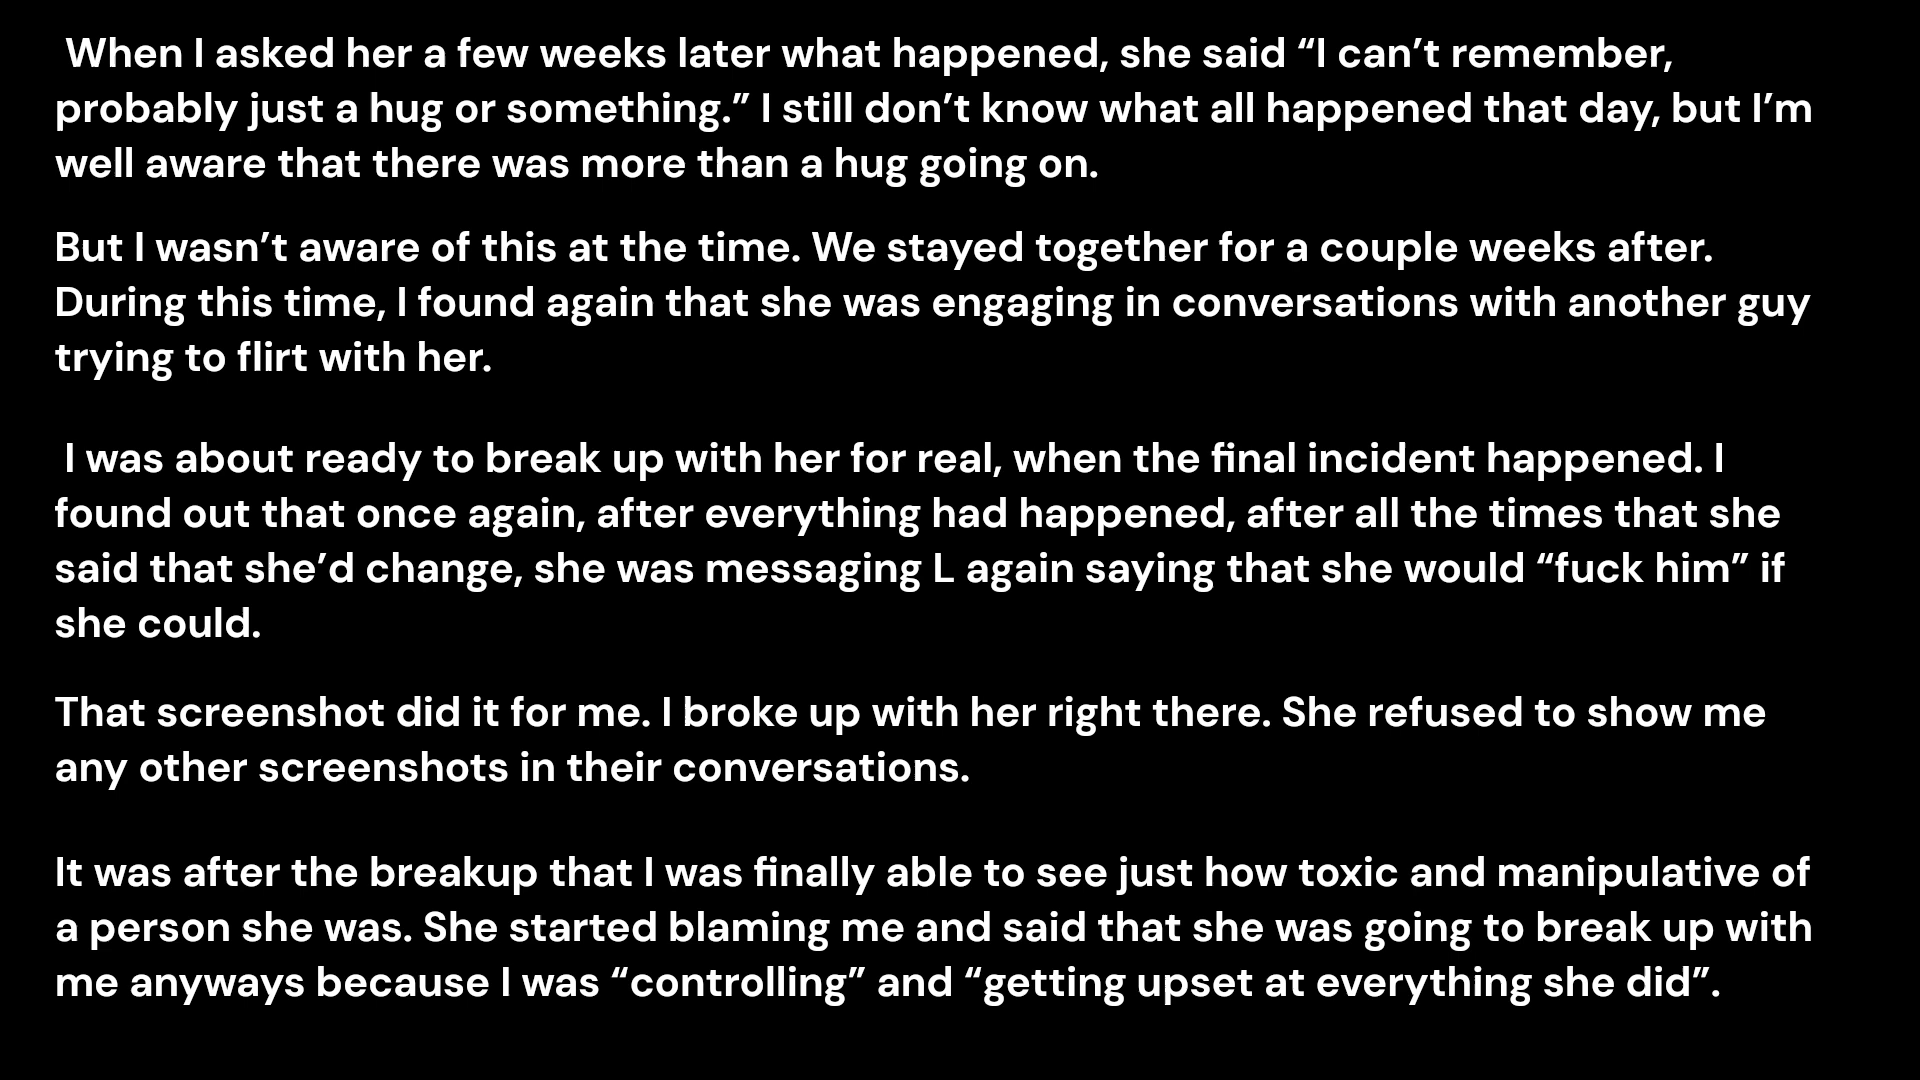 When I asked her a few weeks later what happened, she said “I can’t remember,
probably just a hug or something.” I still don’t know what all happened that day, but I’m
well aware that there was more than a hug going on.
But I wasn’t aware of this at the time. We stayed together for a couple weeks after.
During this time, I found again that she was engaging in conversations with another guy
trying to flirt with her.
I was about ready to break up with her for real, when the final incident happened. I
found out that once again, after everything had happened, after all the times that she
said that she’d change, she was messaging L again saying that she would “fuck him” if
she could.
That screenshot did it for me. I broke up with her right there. She refused to show me
any other screenshots in their conversations.
It was after the breakup that I was finally able to see just how toxic and manipulative of
a person she was. She started blaming me and said that she was going to break up with
me anyways because I was “controlling” and “getting upset at everything she did”.